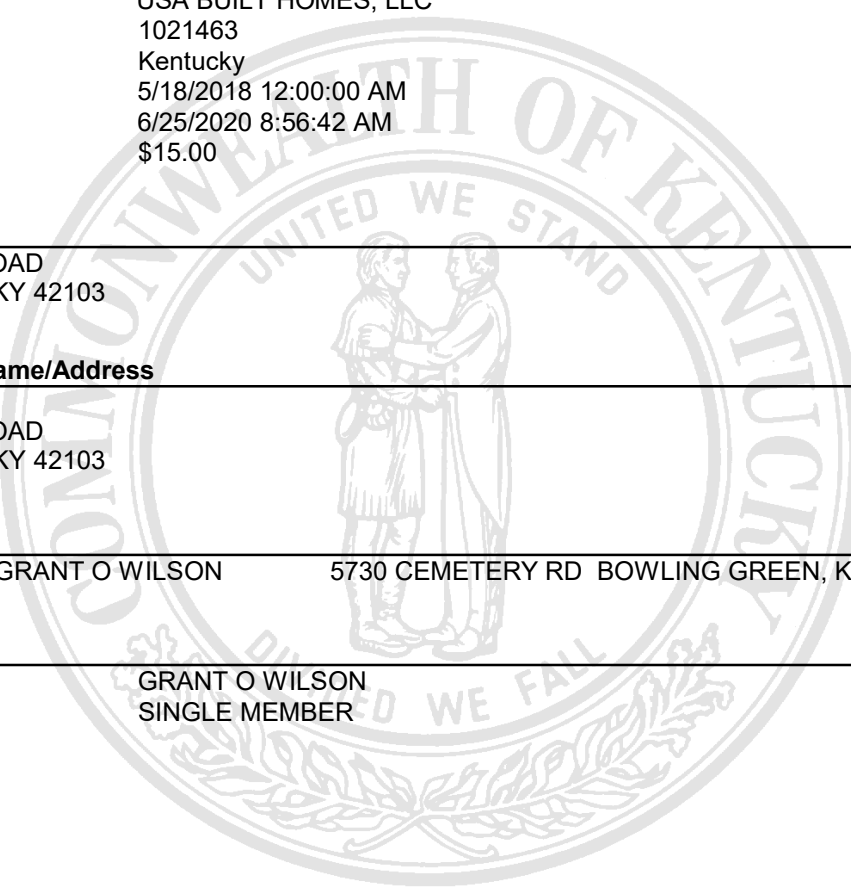 USA BUILT HOMES, LLC
1021463
Kentucky
5/18/2018 12:00:00 AM
6/25/2020 8:56:42 AM
$15.00
COMMONWEALTH OF KENTUCKY
UNITED WE STAND
OAD
KY 42103
ame/Address
OAD
KY 42103
GRANT O WILSON 5730 CEMETERY RD BOWLING GREEN, K
DIVIDED WE FALL
GRANT O WILSON
SINGLE MEMBER